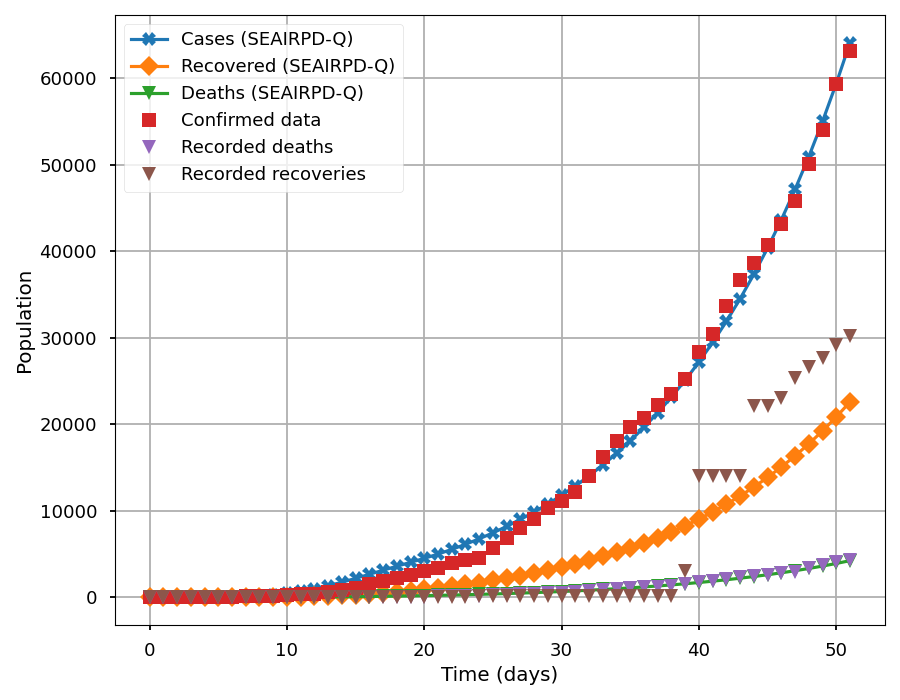 Cases (SEAIRPD-Q)
Recovered (SEAIRPD-Q)
Deaths (SEAIRPD-Q)
Confirmed data
Recorded deaths
Recorded recoveries
60000
50000
40000
30000
20000
10000
0
Population
0 10 20 30 40 50
Time (days)